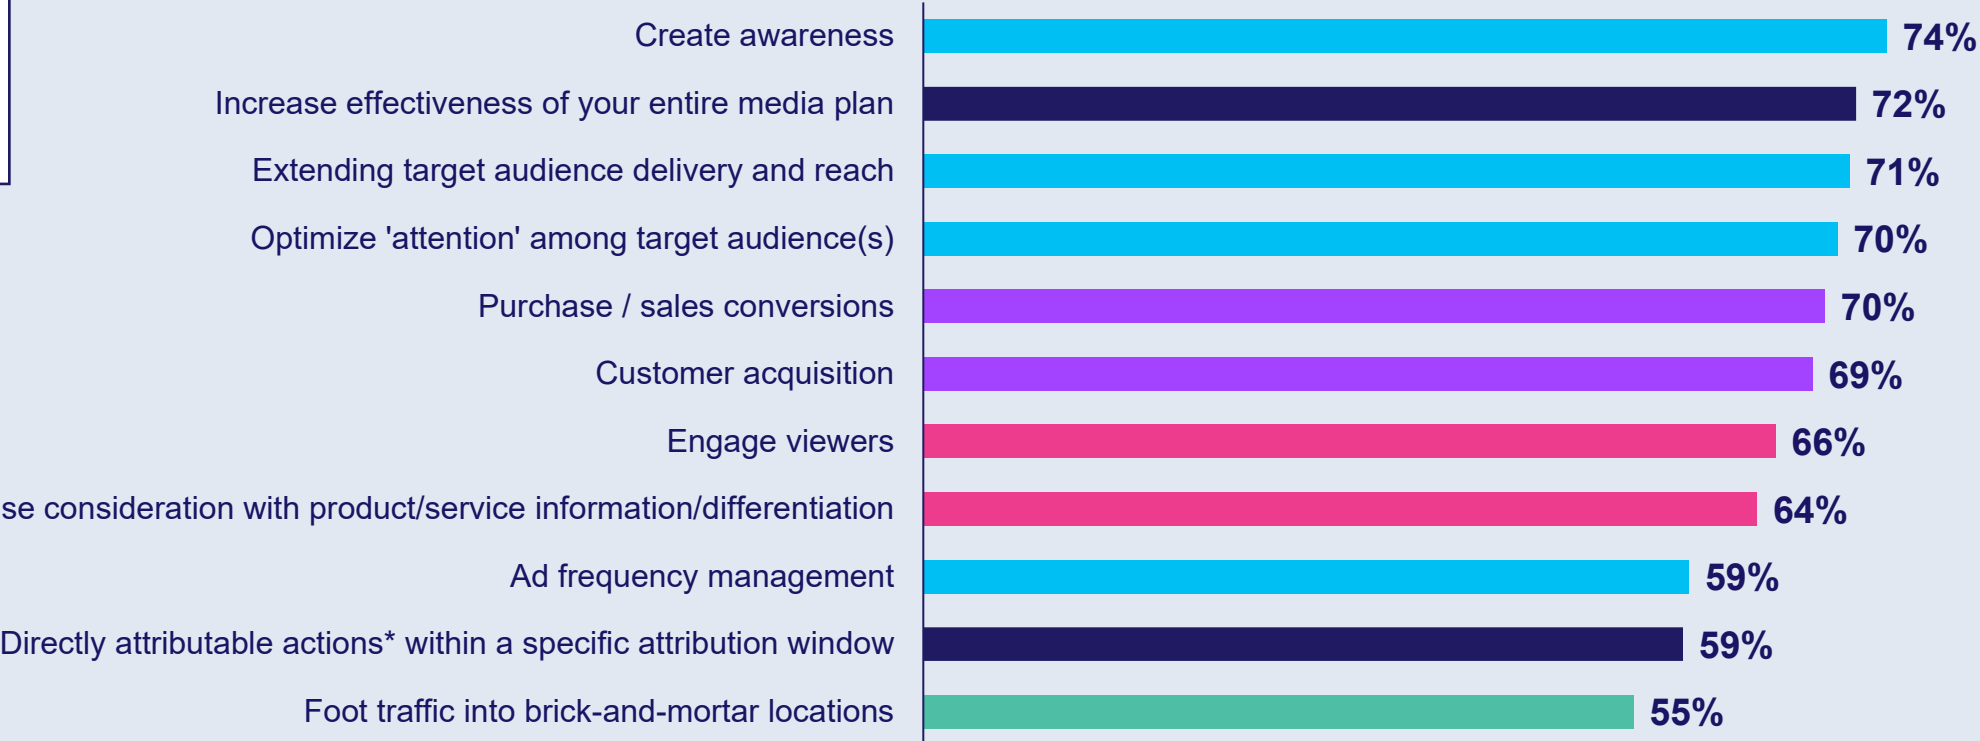 Create awareness 74%
Increase effectiveness of your entire media plan 72%
Extending target audience delivery and reach 71%
Optimize 'attention' among target audience(s) 70%
Purchase / sales conversions 70%
Customer acquisition 69%
Engage viewers 66%
se consideration with product/service information/differentiation 64%
Ad frequency management 59%
Directly attributable actions* within a specific attribution window 59%
Foot traffic into brick-and-mortar locations 55%